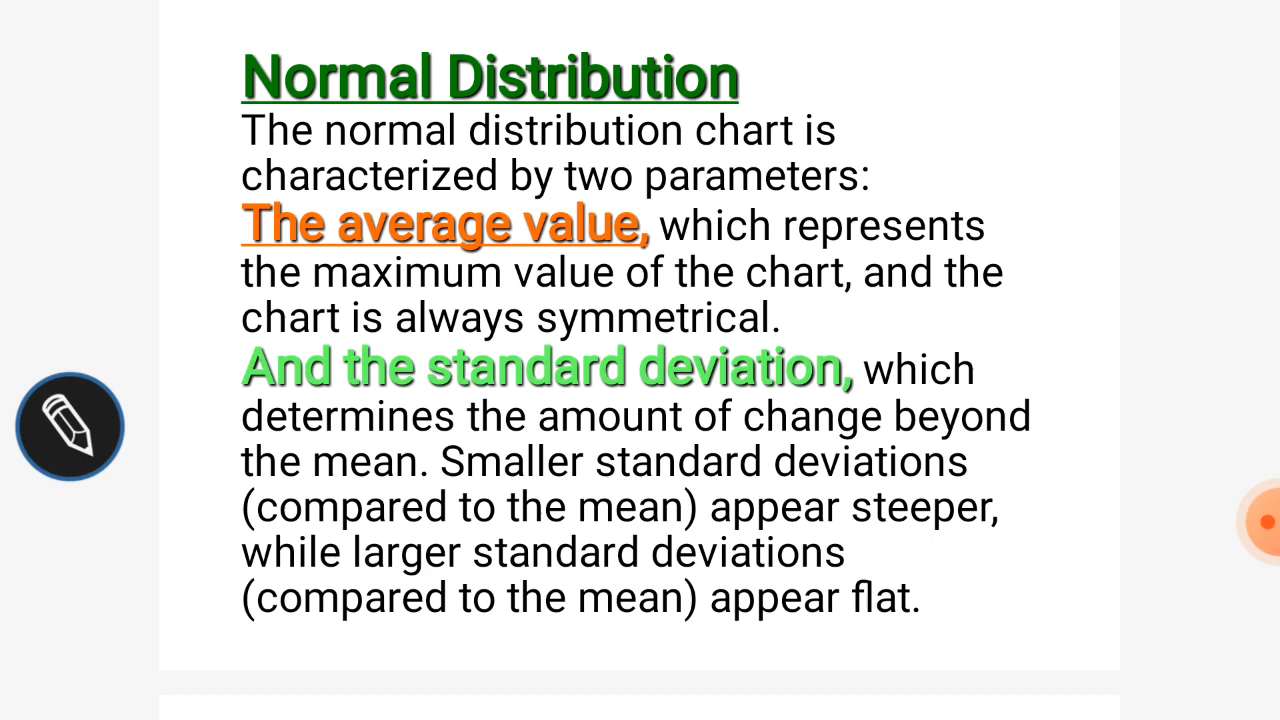 Normal Distribution
The normal distribution chart is
characterized by two parameters:
The average value, which represents
the maximum value of the chart, and the
chart is always symmetrical.
And the standard deviation, which
determines the amount of change beyond
the mean. Smaller standard deviations
(compared to the mean) appear steeper,
while larger standard deviations
(compared to the mean) appear flat.